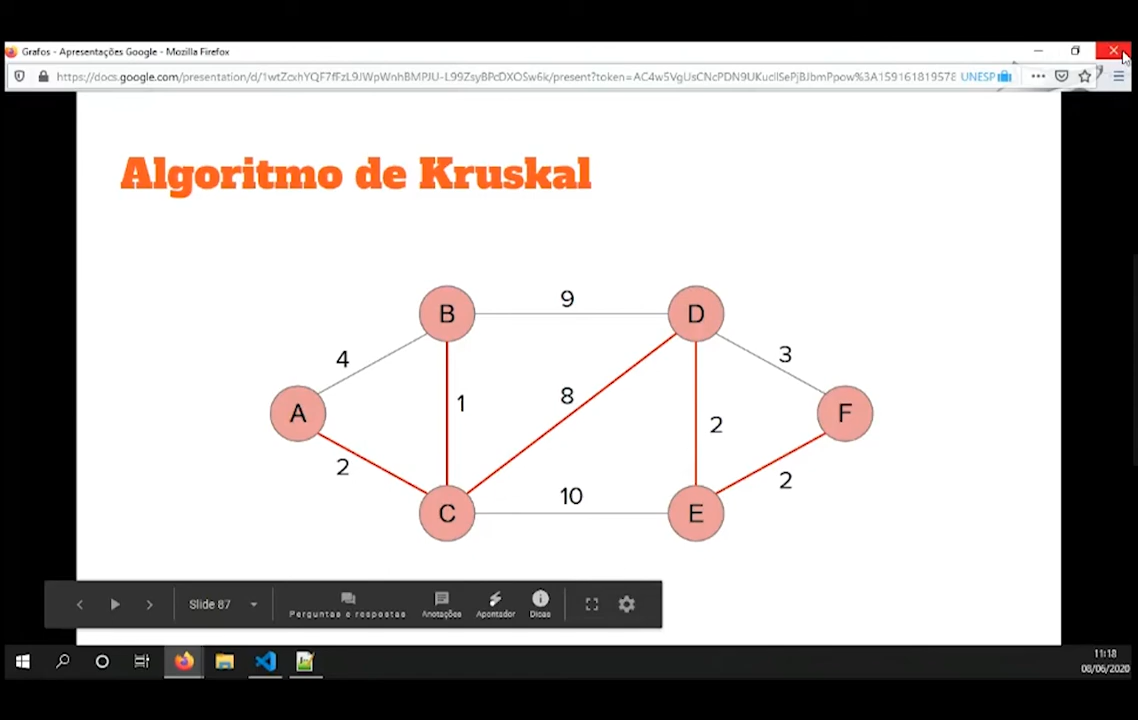 Grafos - Apresentações Google - Mozilla Firefox
UNESP
Algoritmo de Kruskal
B 9 D
4 3
8
A 1 F
2 2
2
10
C E
Slide 87
Perguntas e respostas
Anotações
Apontador
Dicas
11:18
08/06/2020